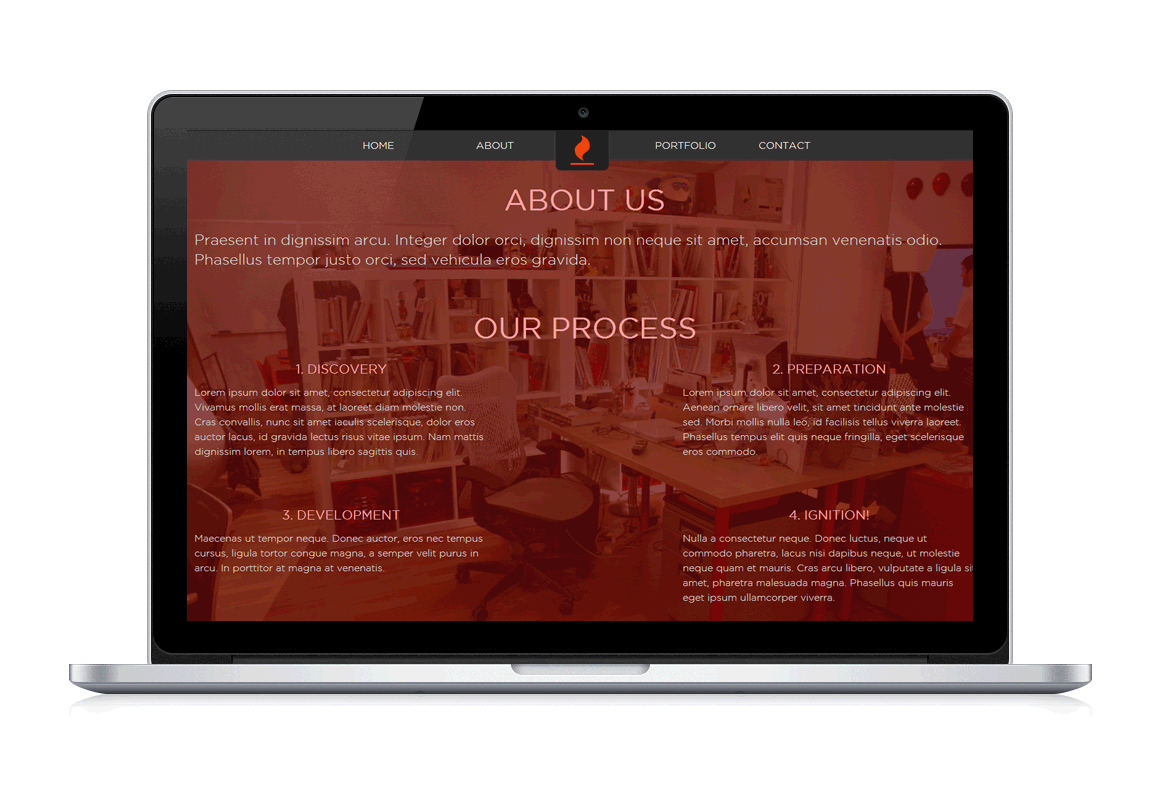 HOME ABOUT PORTFOLIO CONTACT
ABOUT US
Praesent in dignissim arcu. Integer dolor orci, dignissim non neque sit amet, accumsan venenatis odio.
Phasellus tempor justo orci, sed vehicula eros gravida.
OUR PROCESS
1. DISCOVERY
Lorem ipsum dolor sit amet, consectetur adipiscing elit.
Vivamus mollis erat massa, at laoreet diam molestie non.
Cras convallis, nunc sit amet iaculis scelerisque, dolor eros
auctor lacus, id gravida lectus risus vitae ipsum. Nam mattis
dignissim lorem, in tempus libero sagittis quis.
2. PREPARATION
Lorem ipsum dolor sit amet, consectetur adipiscing elit.
Aenean ornare libero velit, sit amet tincidunt ante molestie
sed. Morbi mollis nulla leo, id facilisis tellus viverra laoreet.
Phasellus tempus elit quis neque fringilla, eget scelerisque
eros commodo.
3. DEVELOPMENT
Maecenas ut tempor neque. Donec auctor, eros nec tempus
cursus, ligula tortor congue magna, a semper velit purus in
arcu. In porttitor at magna at venenatis.
4. IGNITION!
Nulla a consectetur neque. Donec luctus, neque ut
commodo pharetra, lacus nisi dapibus neque, ut molestie
neque quam et mauris. Cras arcu libero, vulputate a ligula sit
amet, pharetra malesuada magna. Phasellus quis mauris
eget ipsum ullamcorper viverra.